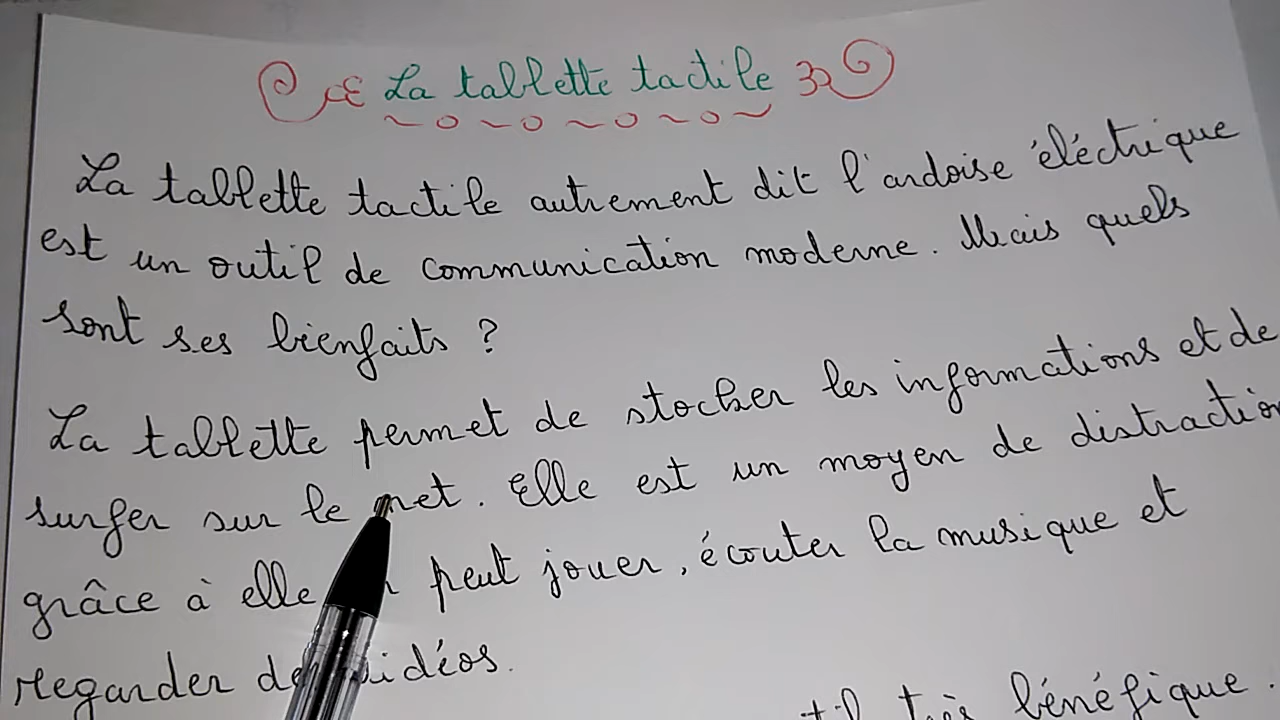 La tablette tactile
La tablette tactile autrement dit l'ardoise éléctrique
est un outil de communication moderne. Mais quels
sont ses bienfaits ?
La tablette permet de stocker les informations et de
surfer sur le net. Elle est un moyen de distraction
grâce à elle peut jouer, écouter la musique et
regarder vidéos.
très bénéfique.